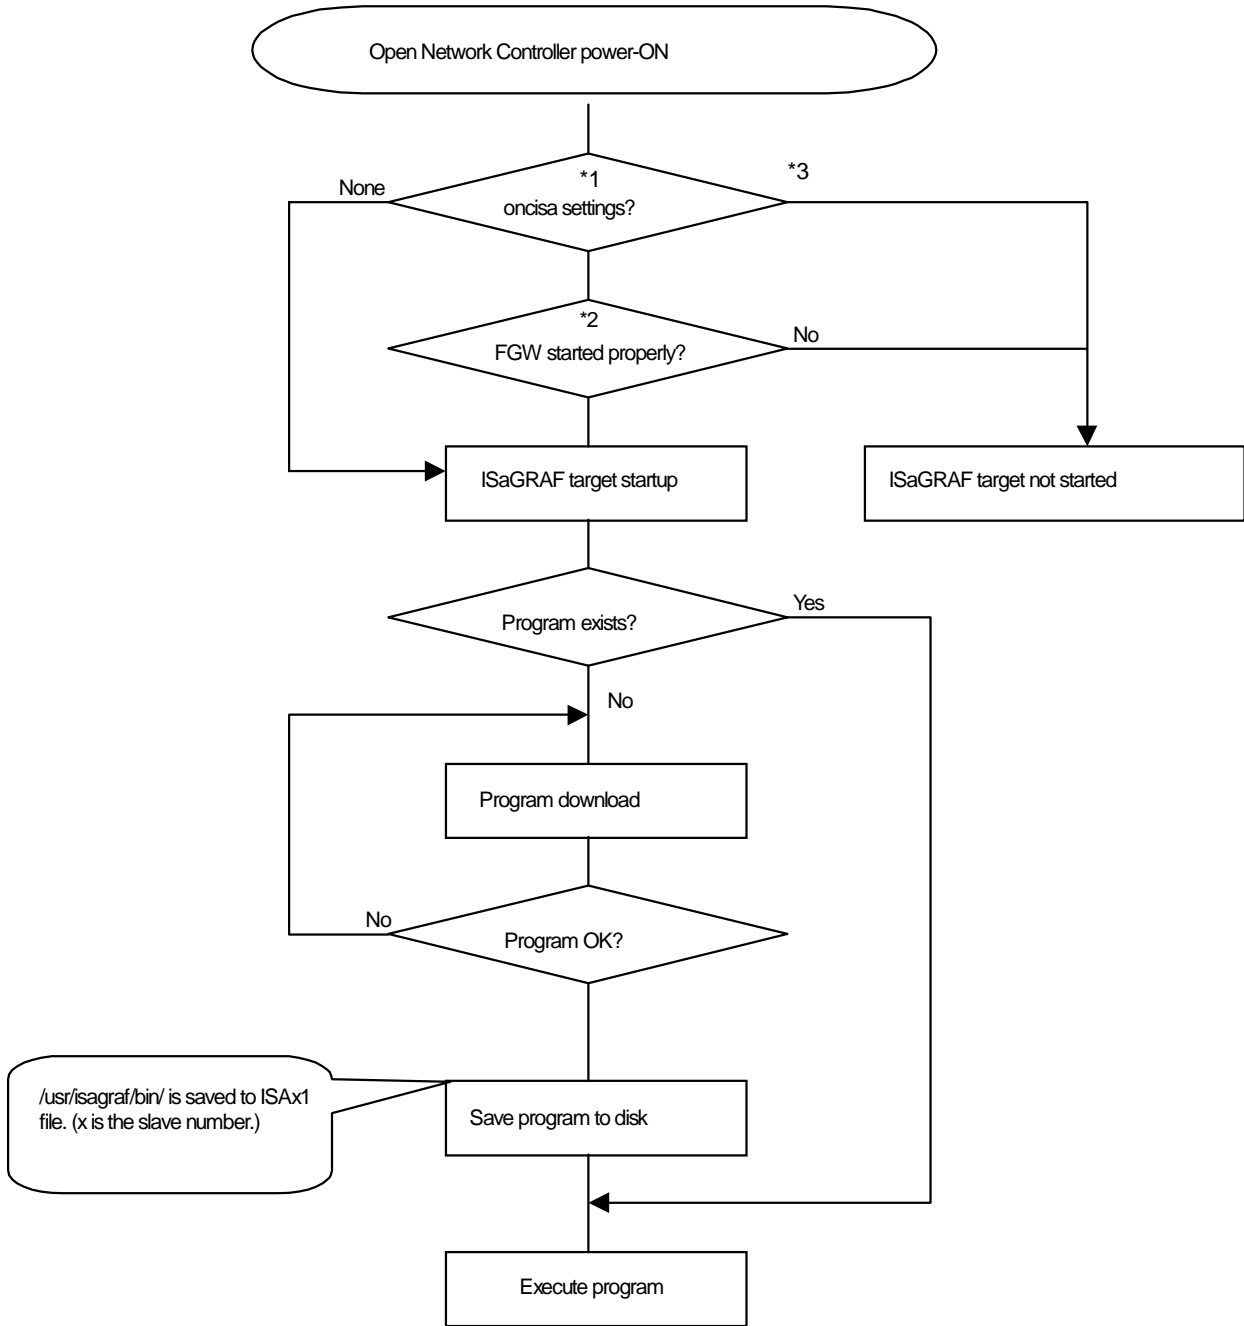 Open Network Controller power-ON
*1
*3
None
oncisa settings?
*2
No
FGW started properly?
ISaGRAF target startup
ISaGRAF target not started
Yes
Program exists?
No
Program download
No
Program OK?
/usr/isagraf/bin/ is saved to ISAx1
file. (x is the slave number.)
Save program to disk
Execute program